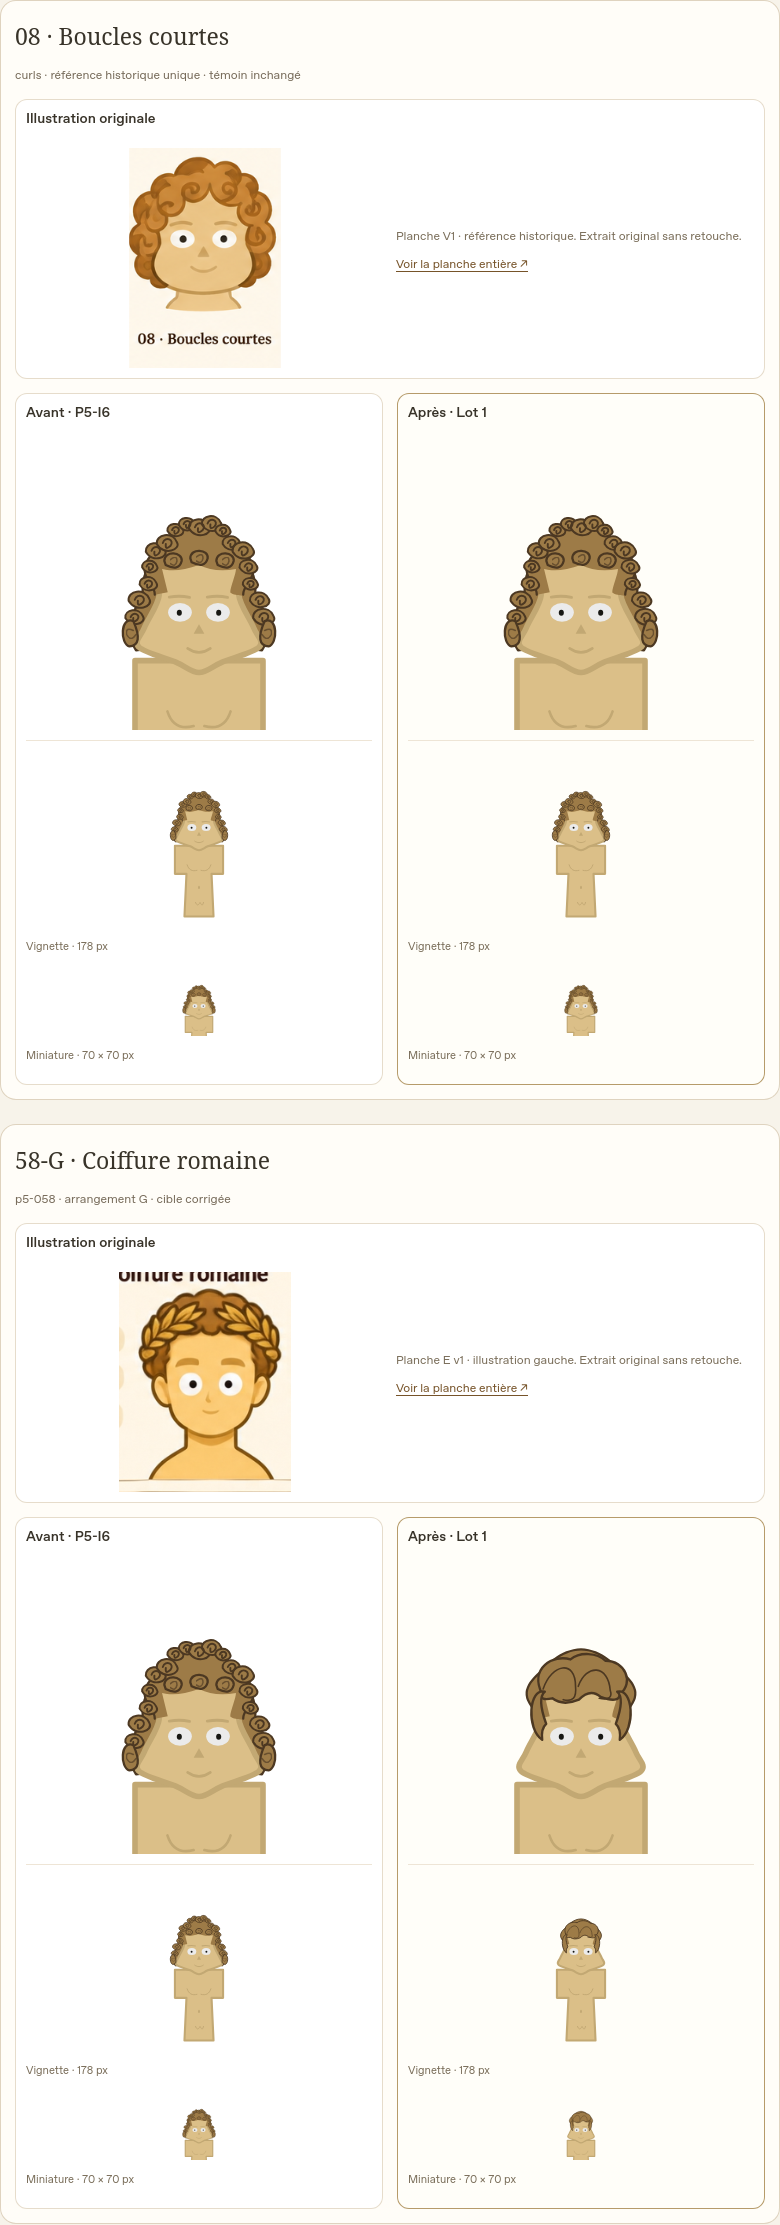 08 · Boucles courtes
curls · référence historique unique · témoin inchangé
Illustration originale
08 · Boucles courtes
Planche V1 · référence historique. Extrait original sans retouche.
Voir la planche entière ↗
Avant · P5-I6
Vignette · 178 px
Miniature · 70 × 70 px
Après · Lot 1
Vignette · 178 px
Miniature · 70 × 70 px
58-G · Coiffure romaine
p5-058 · arrangement G · cible corrigée
Illustration originale
oiffure romaine
Planche E v1 · illustration gauche. Extrait original sans retouche.
Voir la planche entière ↗
Avant · P5-I6
Vignette · 178 px
Miniature · 70 × 70 px
Après · Lot 1
Vignette · 178 px
Miniature · 70 × 70 px